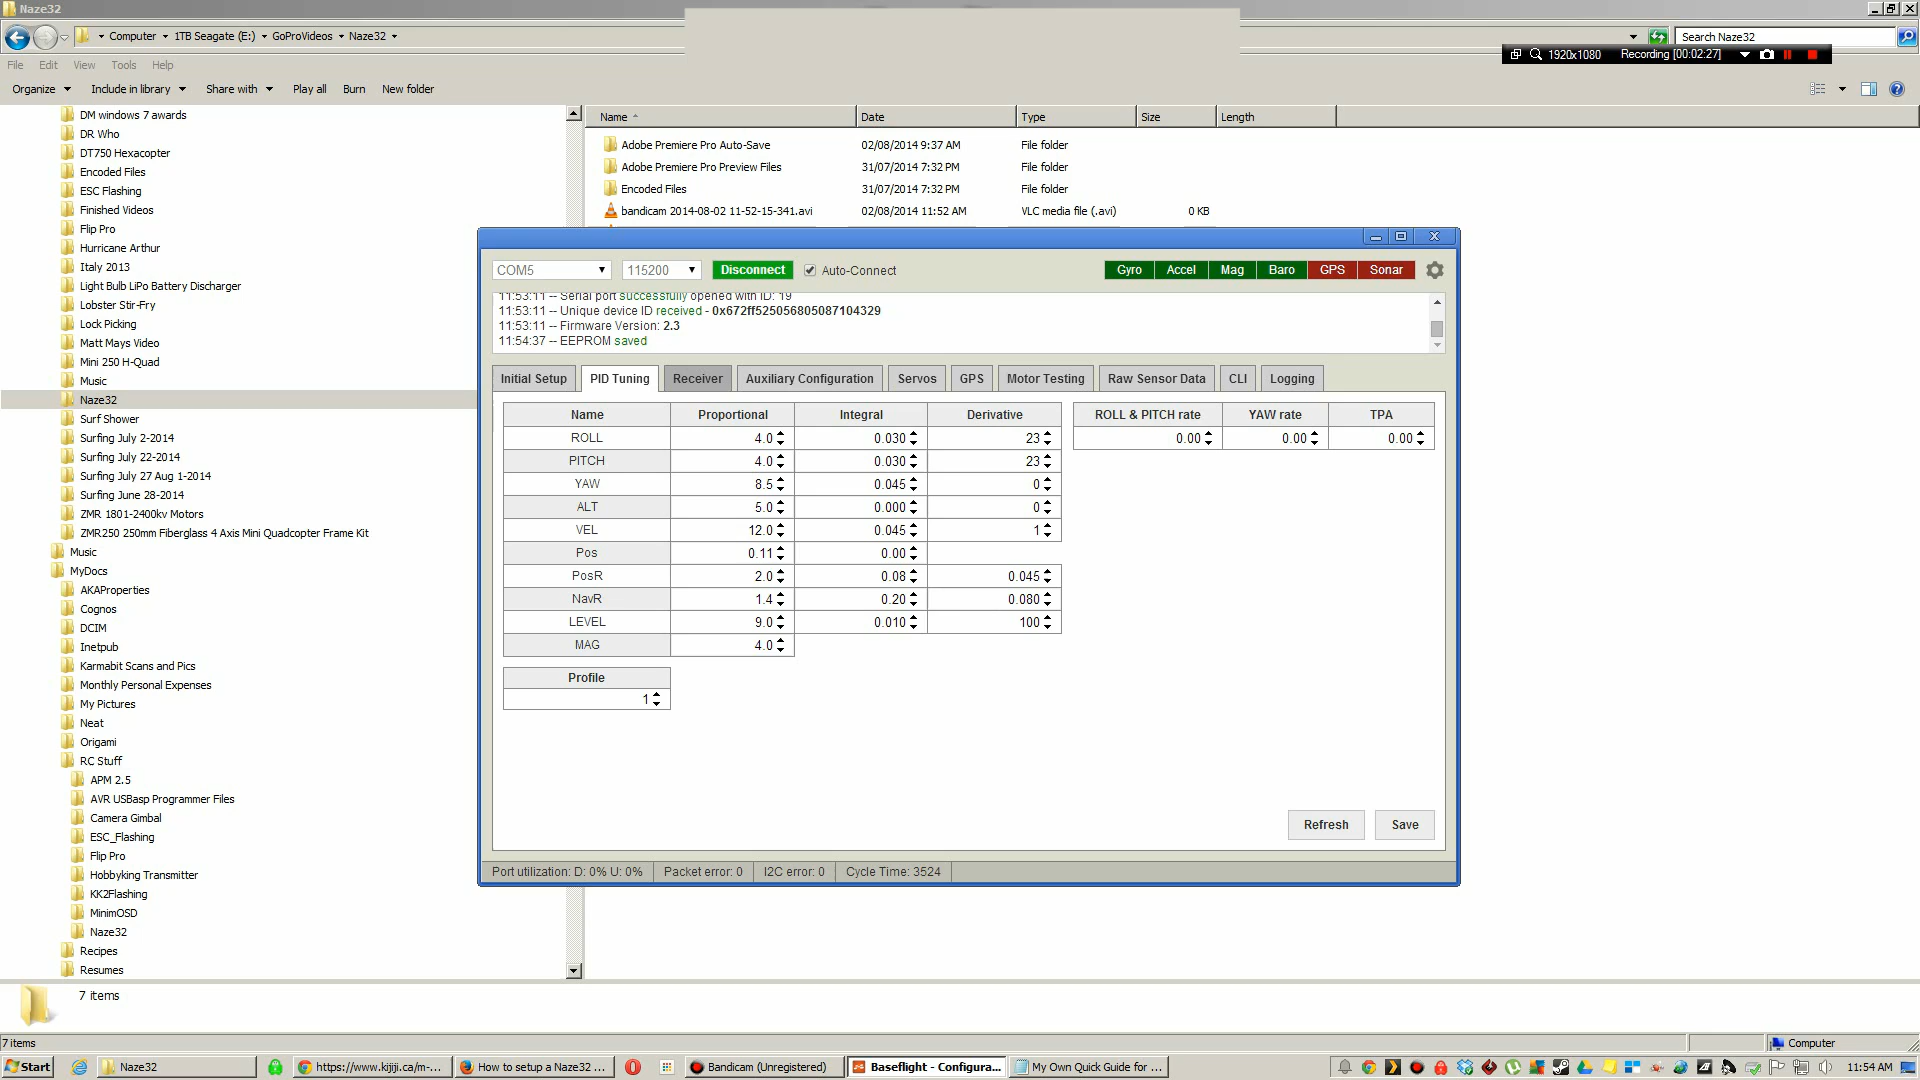 Naze32
Computer 1TB Seagate (E:) GoProVideos Naze32
Search Naze32
1920x1080 Recording [00:02:27]
File Edit View Tools Help
Organize Include in library Share with Play all Burn New folder
DM windows 7 awards
DR Who
DT750 Hexacopter
Encoded Files
ESC Flashing
Finished Videos
Flip Pro
Hurricane Arthur
Italy 2013
Light Bulb LiPo Battery Discharger
Lobster Stir-Fry
Lock Picking
Matt Mays Video
Mini 250 H-Quad
Music
Naze32
Surf Shower
Surfing July 2-2014
Surfing July 22-2014
Surfing July 27 Aug 1-2014
Surfing June 28-2014
ZMR 1801-2400kv Motors
ZMR250 250mm Fiberglass 4 Axis Mini Quadcopter Frame Kit
Music
MyDocs
AKAProperties
Cognos
DCIM
Inetpub
Karmabit Scans and Pics
Monthly Personal Expenses
My Pictures
Neat
Origami
RC Stuff
APM 2.5
AVR USBasp Programmer Files
Camera Gimbal
ESC_Flashing
Flip Pro
Hobbyking Transmitter
KK2Flashing
MinimOSD
Naze32
Recipes
Resumes
Name Date Type Size Length
Adobe Premiere Pro Auto-Save 02/08/2014 9:37 AM File folder
Adobe Premiere Pro Preview Files 31/07/2014 7:32 PM File folder
Encoded Files 31/07/2014 7:32 PM File folder
bandicam 2014-08-02 11-52-15-341.avi 02/08/2014 11:52 AM VLC media file (.avi) 0 KB
COM5 115200 Disconnect Auto-Connect Gyro Accel Mag Baro GPS Sonar
11:53:11 -- Serial port successfully opened with ID: 19
11:53:11 -- Unique device ID received - 0x672ff525056805087104329
11:53:11 -- Firmware Version: 2.3
11:54:37 -- EEPROM saved
Initial Setup PID Tuning Receiver Auxiliary Configuration Servos GPS Motor Testing Raw Sensor Data CLI Logging
Name Proportional Integral Derivative ROLL & PITCH rate YAW rate TPA
ROLL 4.0 0.030 23 0.00 0.00 0.00
PITCH 4.0 0.030 23
YAW 8.5 0.045 0
ALT 5.0 0.000 0
VEL 12.0 0.045 1
Pos 0.11 0.00
PosR 2.0 0.08 0.045
NavR 1.4 0.20 0.080
LEVEL 9.0 0.010 100
MAG 4.0
Profile
1
Refresh Save
Port utilization: D: 0% U: 0% Packet error: 0 I2C error: 0 Cycle Time: 3524
7 items
7 items Computer
Start Naze32 https://www.kijiji.ca/m-... How to setup a Naze32 ... Bandicam (Unregistered) Baseflight - Configura... My Own Quick Guide for ... 11:54 AM